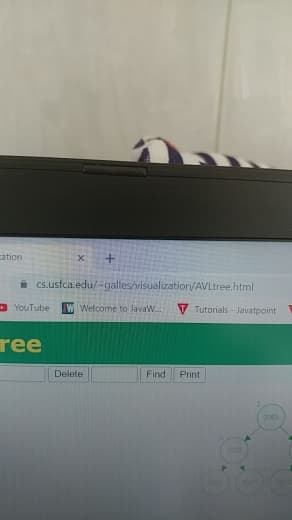 cation
cs.usfca.edu/~galles/visualization/AVLtree.html
YouTube Welcome to JavaW... Tutorials - Javatpoint
ree
Delete Find Print